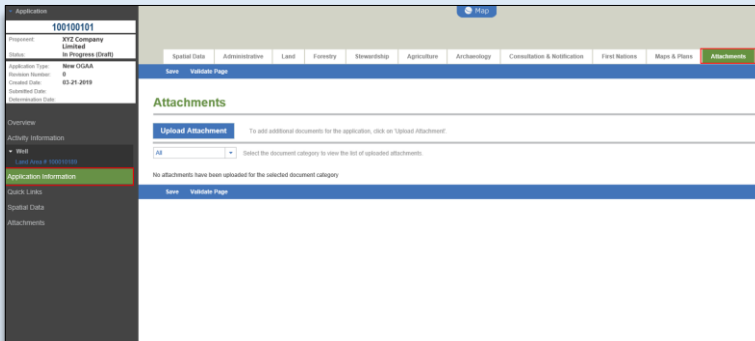 Application
Map
100100101
Proponent: XYZ Company Limited
Status: In Progress (Draft)
Application Type: New OGAA
Revision Number: 0
Created Date: 03-21-2019
Submitted Date:
Determination Date:
Overview
Activity Information
Well
Land Area # 100010100
Application Information
Quick Links
Spatial Data
Attachments
Spatial Data Administrative Land Forestry Stewardship Agriculture Archaeology Consultation & Notification First Nations Maps & Plans Attachments
Save Validate Page
Attachments
Upload Attachment To add additional documents for the application, click on 'Upload Attachment'.
All Select the document category to view the list of uploaded attachments.
No attachments have been uploaded for the selected document category
Save Validate Page